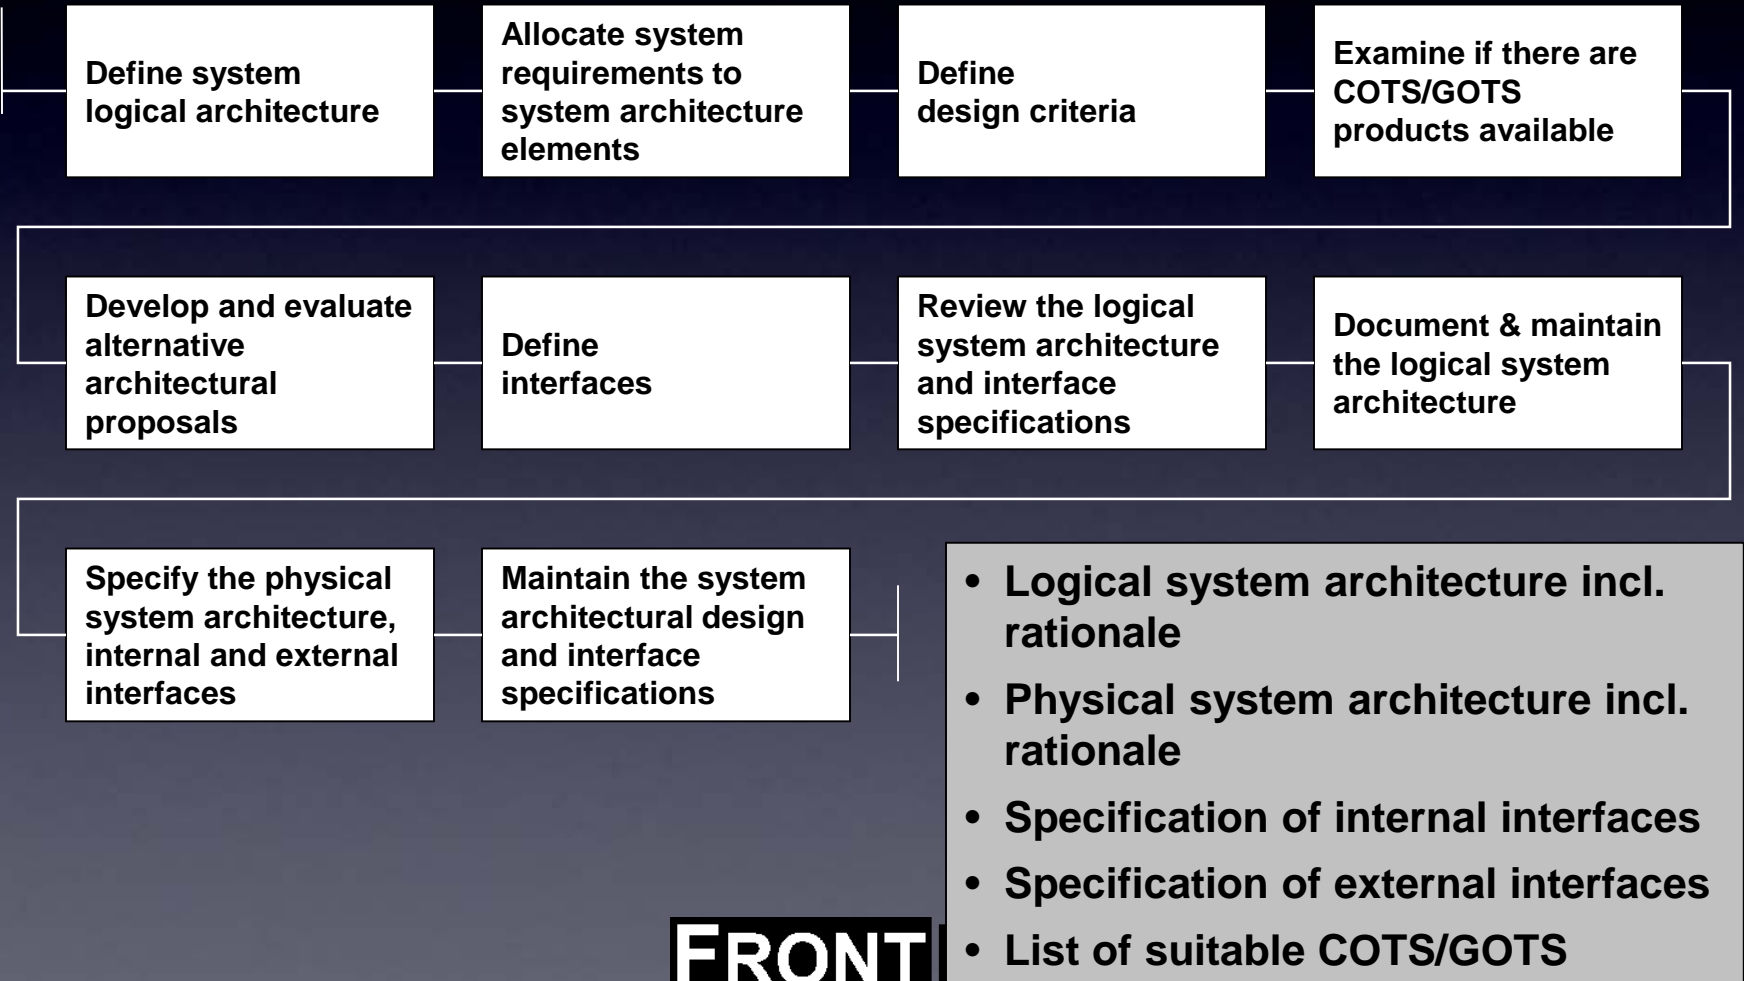 Define system
logical architecture
Allocate system
requirements to
system architecture
elements
Define
design criteria
Examine if there are
COTS/GOTS
products available
Develop and evaluate
alternative
architectural
proposals
Define
interfaces
Review the logical
system architecture
and interface
specifications
Document & maintain
the logical system
architecture
Specify the physical
system architecture,
internal and external
interfaces
Maintain the system
architectural design
and interface
specifications
• Logical system architecture incl.
rationale
• Physical system architecture incl.
rationale
• Specification of internal interfaces
• Specification of external interfaces
• List of suitable COTS/GOTS
FRONT